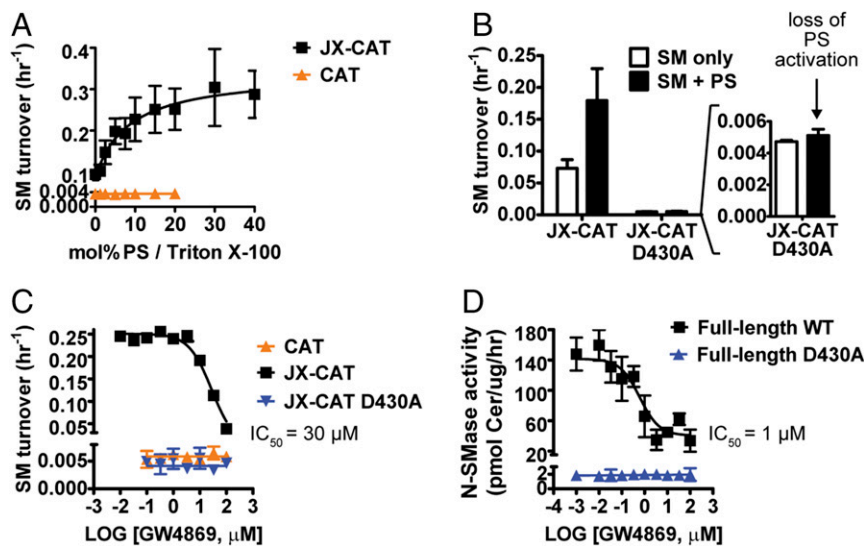 A
SM turnover (hr-1)
0.4
0.3
0.2
0.1
0.004
0.000
0 10 20 30 40
mol% PS / Triton X-100
JX-CAT
CAT
B
SM turnover (hr-1)
0.25
0.20
0.15
0.10
0.05
0.00
SM only
SM + PS
JX-CAT JX-CAT
D430A
loss of
PS
activation
0.006
0.004
0.002
0.000
JX-CAT
D430A
C
SM turnover (hr-1)
0.25
0.15
0.05
0.005
0.000
-3 -2 -1 0 1 2 3
LOG [GW4869, μM]
CAT
JX-CAT
JX-CAT D430A
IC50 = 30 μM
D
N-SMase activity
(pmol Cer/ug/hr)
180
140
100
60
20
2
0
-4 -3 -2 -1 0 1 2 3
LOG [GW4869, μM]
Full-length WT
Full-length D430A
IC50 = 1 μM